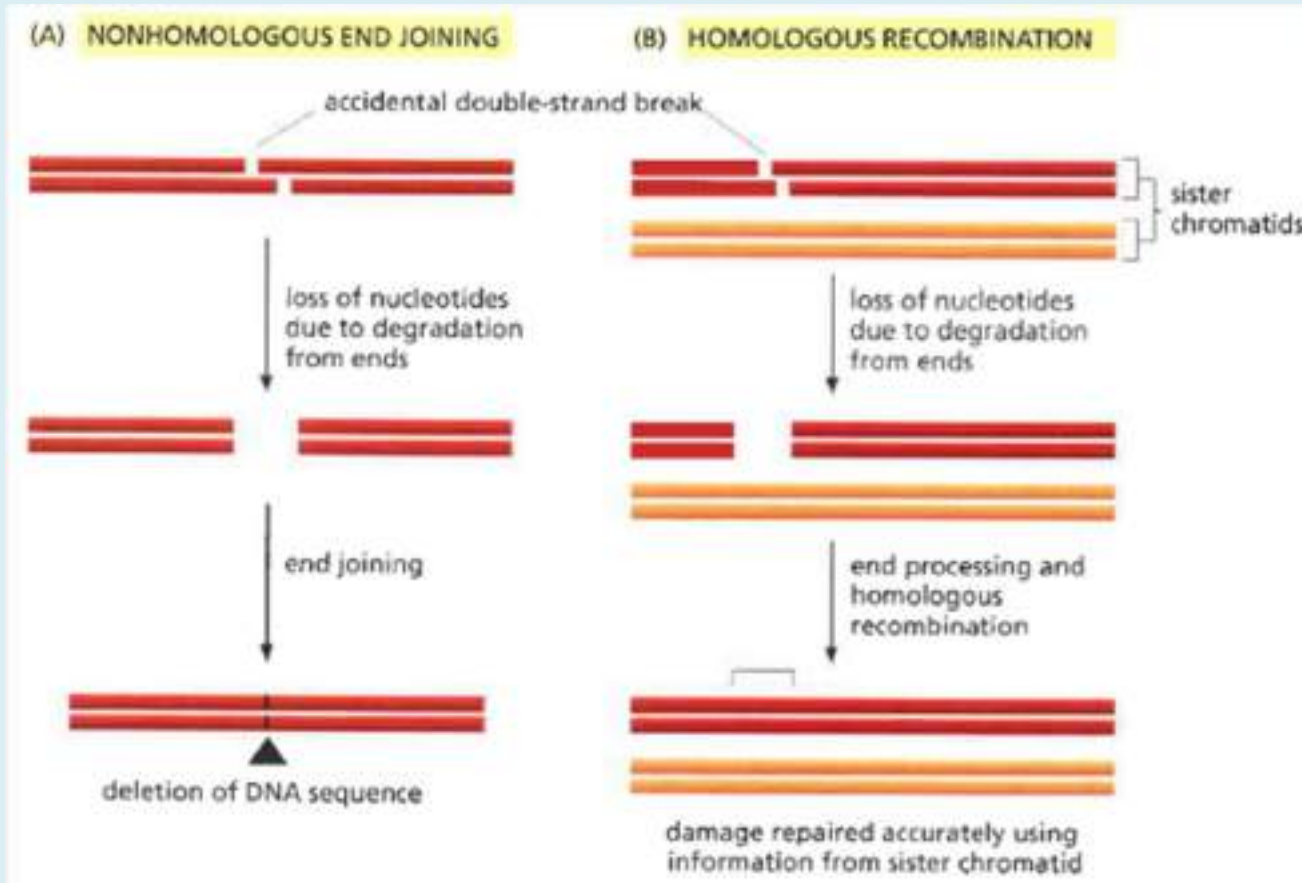 (A) NONHOMOLOGOUS END JOINING
(B) HOMOLOGOUS RECOMBINATION
accidental double-strand break
sister
chromatids
loss of nucleotides
due to degradation
from ends
loss of nucleotides
due to degradation
from ends
end joining
end processing and
homologous
recombination
deletion of DNA sequence
damage repaired accurately using
information from sister chromatid